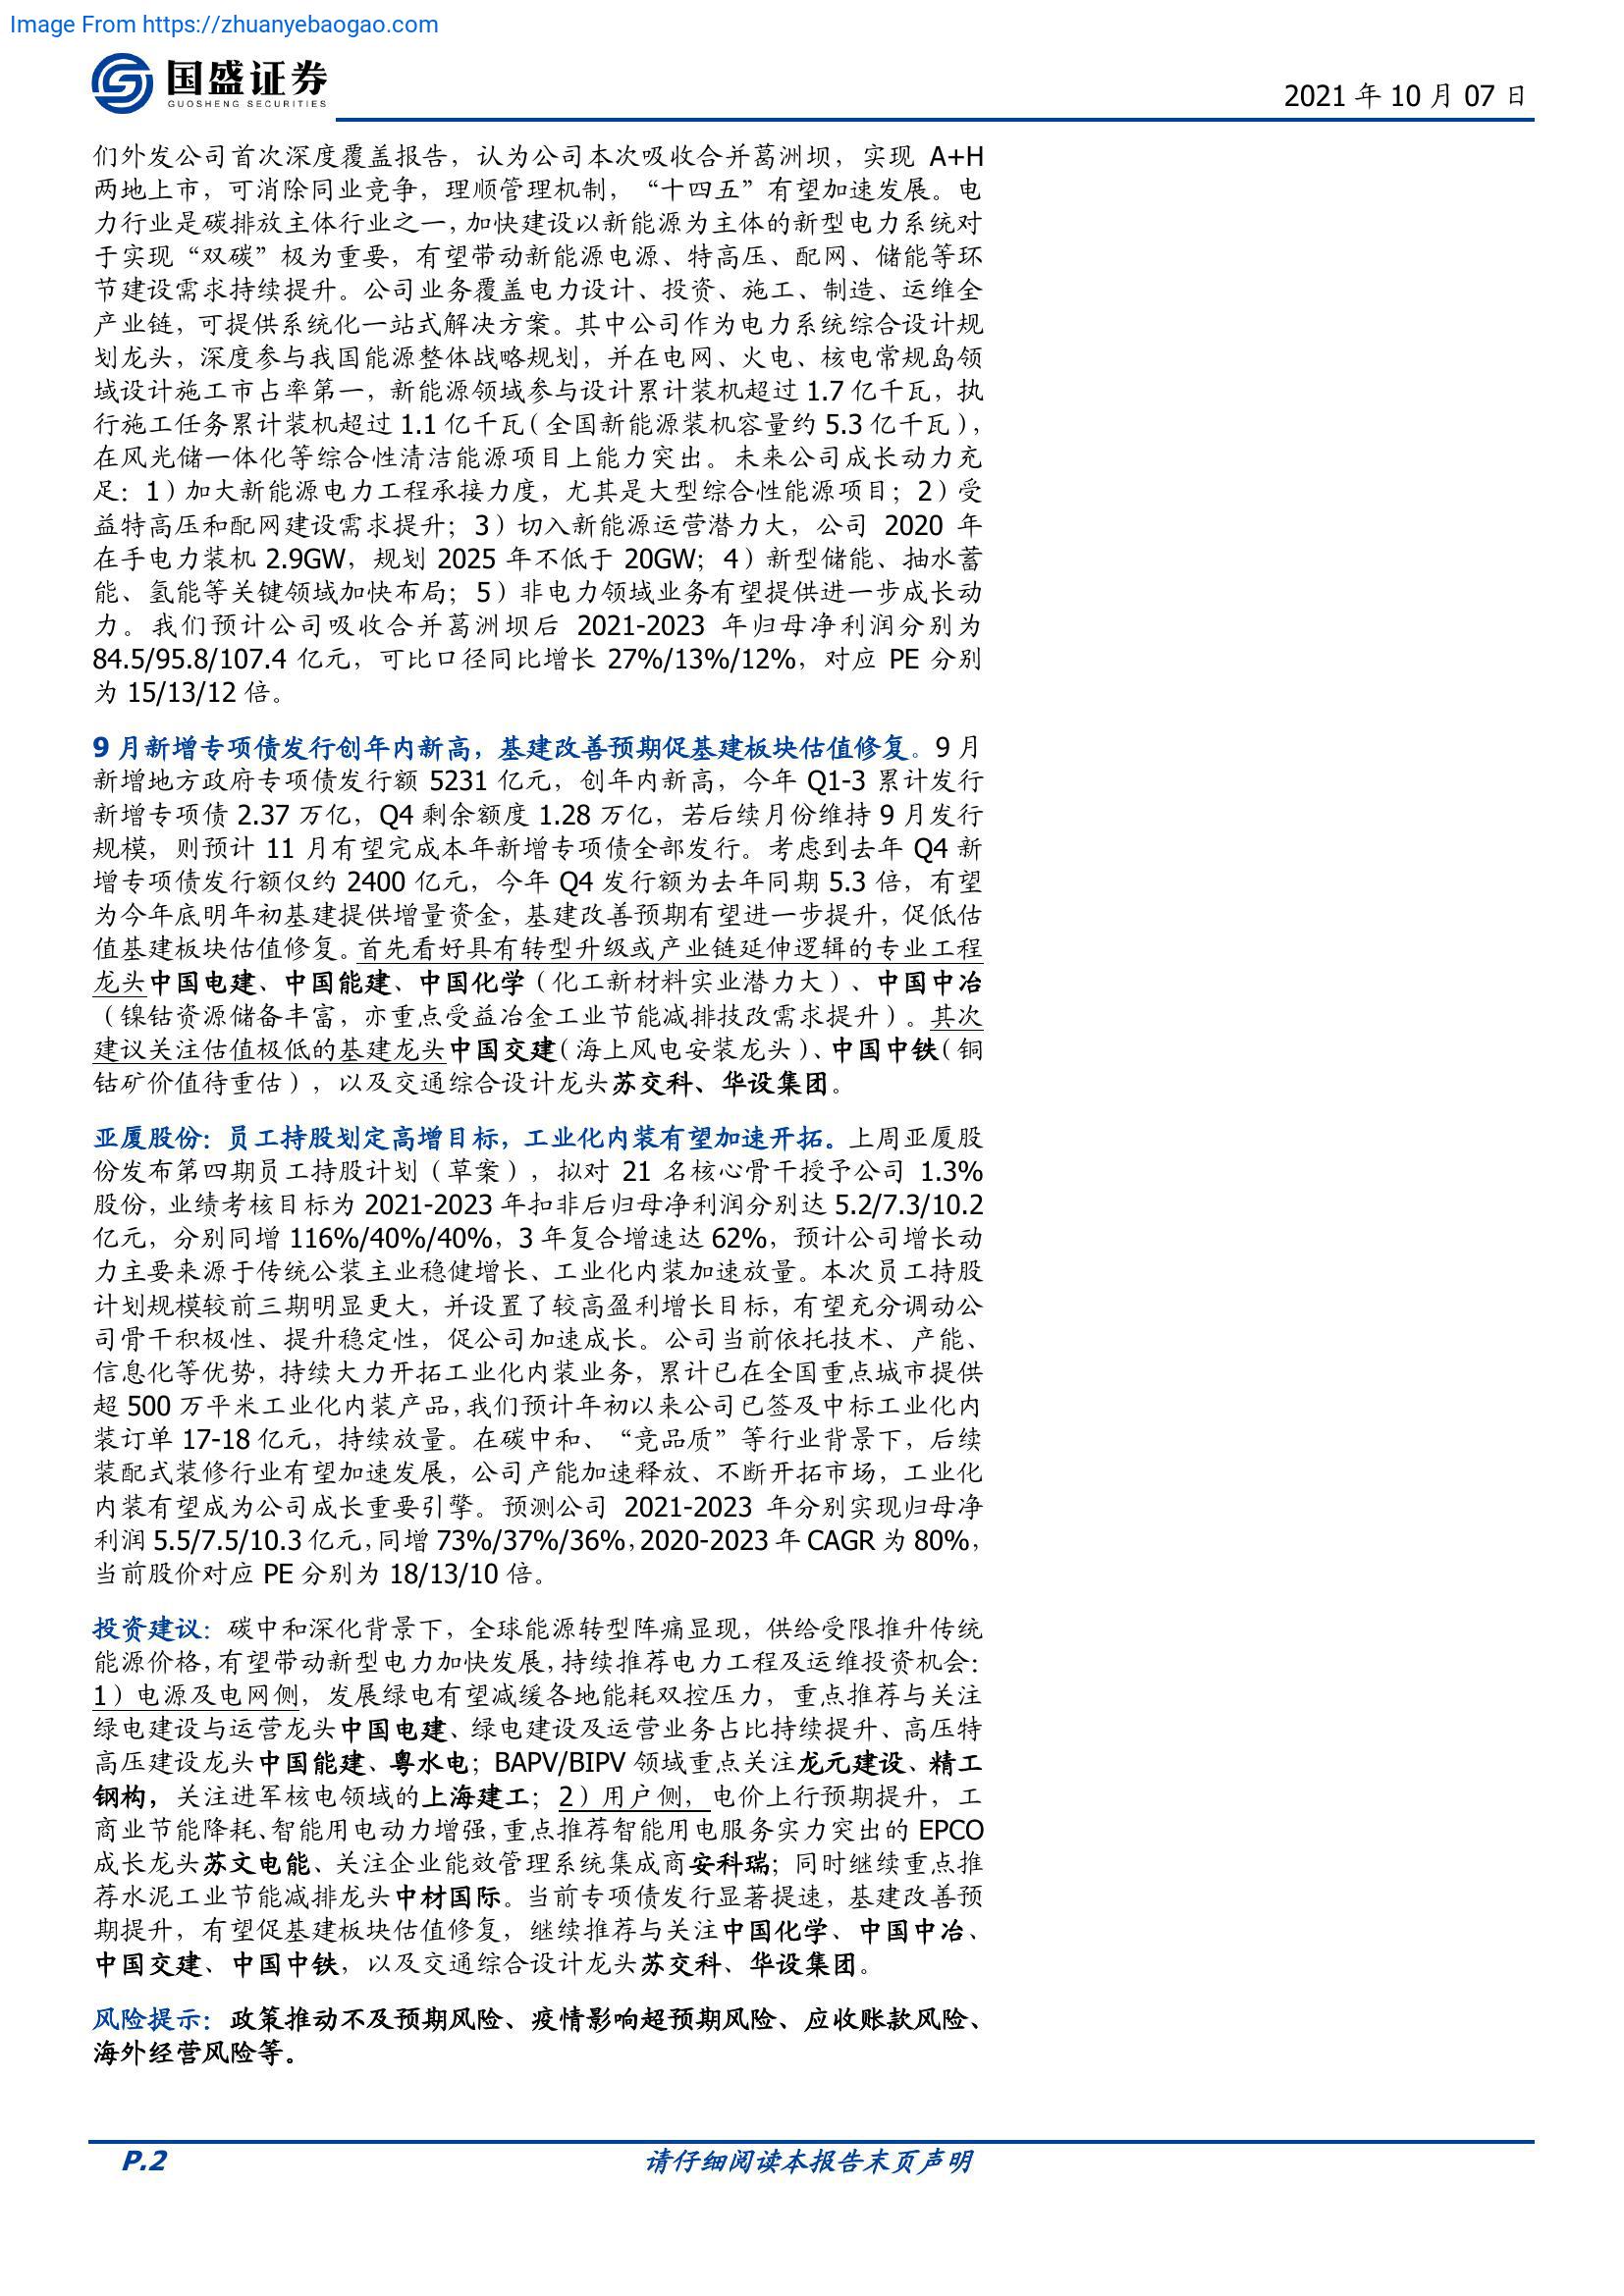 Image From https://zhuanyebaogao.com
国盛证券
GUOSHENG SECURITIES
2021 年 10 月 07 日
们外发公司首次深度覆盖报告，认为公司本次吸收合并葛洲坝，实现 A+H
两地上市，可消除同业竞争，理顺管理机制，“十四五”有望加速发展。电
力行业是碳排放主体行业之一，加快建设以新能源为主体的新型电力系统对
于实现“双碳”极为重要，有望带动新能源电源、特高压、配网、储能等环
节建设需求持续提升。公司业务覆盖电力设计、投资、施工、制造、运维全
产业链，可提供系统化一站式解决方案。其中公司作为电力系统综合设计规
划龙头，深度参与我国能源整体战略规划，并在电网、火电、核电常规岛领
域设计施工市占率第一，新能源领域参与设计累计装机超过 1.7 亿千瓦，执
行施工任务累计装机超过 1.1 亿千瓦（全国新能源装机容量约 5.3 亿千瓦），
在风光储一体化等综合性清洁能源项目上能力突出。未来公司成长动力充
足：1）加大新能源电力工程承接力度，尤其是大型综合性能源项目；2）受
益特高压和配网建设需求提升；3）切入新能源运营潜力大，公司 2020 年
在手电力装机 2.9GW，规划 2025 年不低于 20GW；4）新型储能、抽水蓄
能、氢能等关键领域加快布局；5）非电力领域业务有望提供进一步成长动
力。我们预计公司吸收合并葛洲坝后 2021-2023 年归母净利润分别为
84.5/95.8/107.4 亿元，可比口径同比增长 27%/13%/12%，对应 PE 分别
为 15/13/12 倍。
9 月新增专项债发行创年内新高，基建改善预期促基建板块估值修复。9 月
新增地方政府专项债发行额 5231 亿元，创年内新高，今年 Q1-3 累计发行
新增专项债 2.37 万亿，Q4 剩余额度 1.28 万亿，若后续月份维持 9 月发行
规模，则预计 11 月有望完成本年新增专项债全部发行。考虑到去年 Q4 新
增专项债发行额仅约 2400 亿元，今年 Q4 发行额为去年同期 5.3 倍，有望
为今年底明年初基建提供增量资金，基建改善预期有望进一步提升，促低估
值基建板块估值修复。首先看好具有转型升级或产业链延伸逻辑的专业工程
龙头中国电建、中国能建、中国化学（化工新材料实业潜力大）、中国中冶
（镍钴资源储备丰富，亦重点受益冶金工业节能减排技改需求提升）。其次
建议关注估值极低的基建龙头中国交建（海上风电安装龙头）、中国中铁（铜
钴矿价值待重估），以及交通综合设计龙头苏交科、华设集团。
亚厦股份：员工持股划定高增目标，工业化内装有望加速开拓。上周亚厦股
份发布第四期员工持股计划（草案），拟对 21 名核心骨干授予公司 1.3%
股份，业绩考核目标为 2021-2023 年扣非后归母净利润分别达 5.2/7.3/10.2
亿元，分别同增 116%/40%/40%，3 年复合增速达 62%，预计公司增长动
力主要来源于传统公装主业稳健增长、工业化内装加速放量。本次员工持股
计划规模较前三期明显更大，并设置了较高盈利增长目标，有望充分调动公
司骨干积极性、提升稳定性，促公司加速成长。公司当前依托技术、产能、
信息化等优势，持续大力开拓工业化内装业务，累计已在全国重点城市提供
超 500 万平米工业化内装产品，我们预计年初以来公司已签及中标工业化内
装订单 17-18 亿元，持续放量。在碳中和、“竞品质”等行业背景下，后续
装配式装修行业有望加速发展，公司产能加速释放、不断开拓市场，工业化
内装有望成为公司成长重要引擎。预测公司 2021-2023 年分别实现归母净
利润 5.5/7.5/10.3 亿元，同增 73%/37%/36%，2020-2023 年 CAGR 为 80%，
当前股价对应 PE 分别为 18/13/10 倍。
投资建议：碳中和深化背景下，全球能源转型阵痛显现，供给受限推升传统
能源价格，有望带动新型电力加快发展，持续推荐电力工程及运维投资机会：
1）电源及电网侧，发展绿电有望减缓各地能耗双控压力，重点推荐与关注
绿电建设与运营龙头中国电建、绿电建设及运营业务占比持续提升、高压特
高压建设龙头中国能建、粤水电；BAPV/BIPV 领域重点关注龙元建设、精工
钢构，关注进军核电领域的上海建工；2）用户侧，电价上行预期提升，工
商业节能降耗、智能用电动力增强，重点推荐智能用电服务实力突出的 EPCO
成长龙头苏文电能、关注企业能效管理系统集成商安科瑞；同时继续重点推
荐水泥工业节能减排龙头中材国际。当前专项债发行显著提速，基建改善预
期提升，有望促基建板块估值修复，继续推荐与关注中国化学、中国中冶、
中国交建、中国中铁，以及交通综合设计龙头苏交科、华设集团。
风险提示：政策推动不及预期风险、疫情影响超预期风险、应收账款风险、
海外经营风险等。
P.2
请仔细阅读本报告末页声明